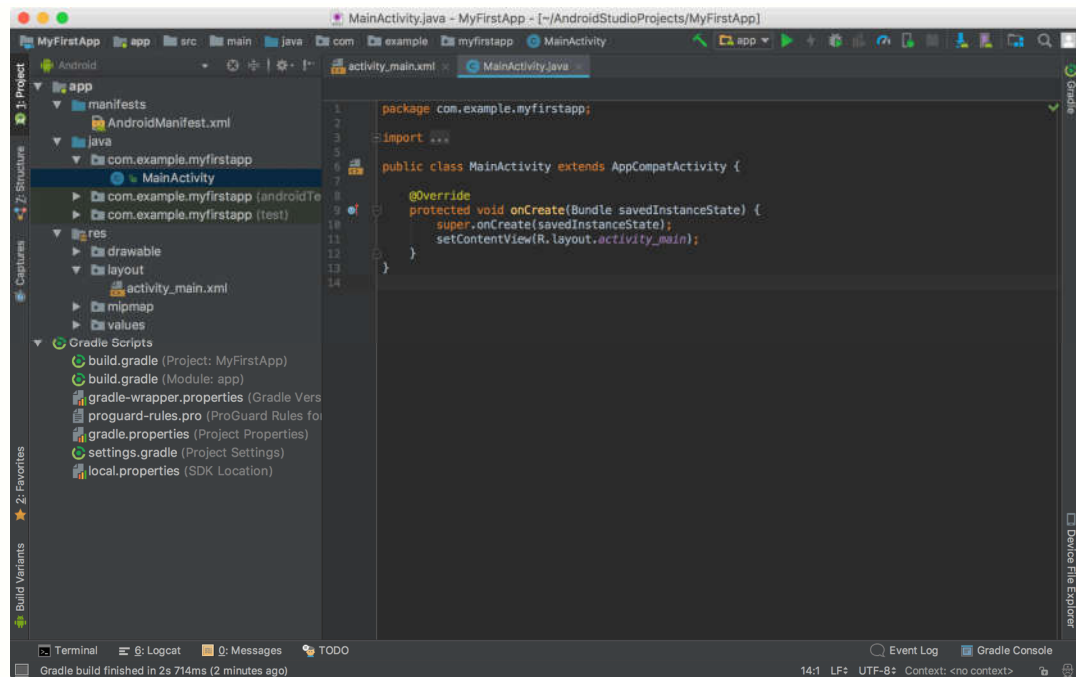 MainActivity.java - MyFirstApp - [~/AndroidStudioProjects/MyFirstApp]
MyFirstApp app src main java com example myfirstapp MainActivity app
1: Project
Z: Structure
Captures
2: Favorites
Build Variants
Android
app
manifests
AndroidManifest.xml
java
com.example.myfirstapp
MainActivity
com.example.myfirstapp (androidTe
com.example.myfirstapp (test)
res
drawable
layout
activity_main.xml
mipmap
values
Gradle Scripts
build.gradle (Project: MyFirstApp)
build.gradle (Module: app)
gradle-wrapper.properties (Gradle Vers
proguard-rules.pro (ProGuard Rules for
gradle.properties (Project Properties)
settings.gradle (Project Settings)
local.properties (SDK Location)
activity_main.xml MainActivity.java
1 package com.example.myfirstapp;
2
3 import ...
5
6 public class MainActivity extends AppCompatActivity {
7
8 @Override
9 protected void onCreate(Bundle savedInstanceState) {
10 super.onCreate(savedInstanceState);
11 setContentView(R.layout.activity_main);
12 }
13 }
14
Gradle
Device File Explorer
Terminal 6: Logcat 0: Messages TODO Event Log Gradle Console
Gradle build finished in 2s 714ms (2 minutes ago) 14:1 LF UTF-8 Context: <no context>